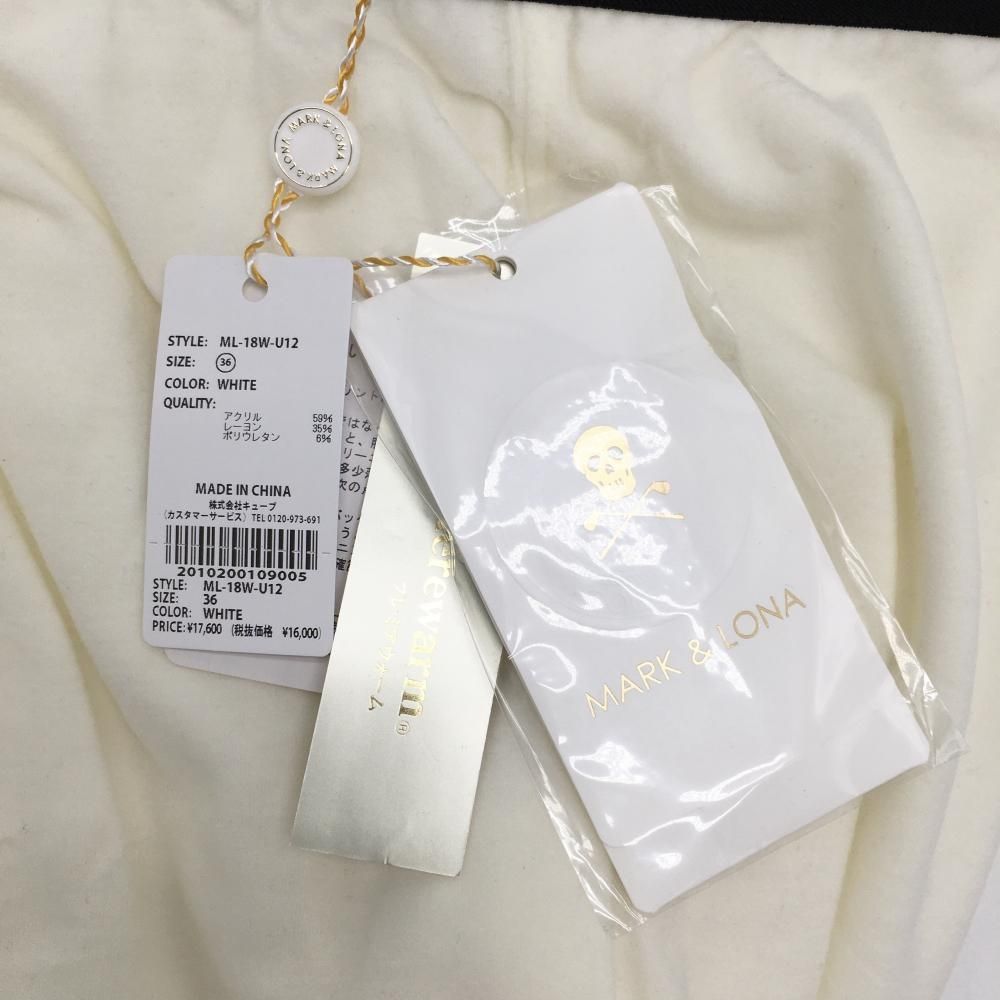 MARK & LONA MARK & LONA
STYLE: ML-18W-U12
SIZE: 36
COLOR: WHITE
QUALITY:
アクリル 59%
レーヨン 35%
ポリウレタン 6%
MADE IN CHINA
株式会社キューブ
(カスタマーサービス) TEL 0120-973-691
2010200109005
STYLE: ML-18W-U12
SIZE: 36
COLOR: WHITE
PRICE: ¥17,600 (税抜価格 ¥16,000)
MARK & LONA